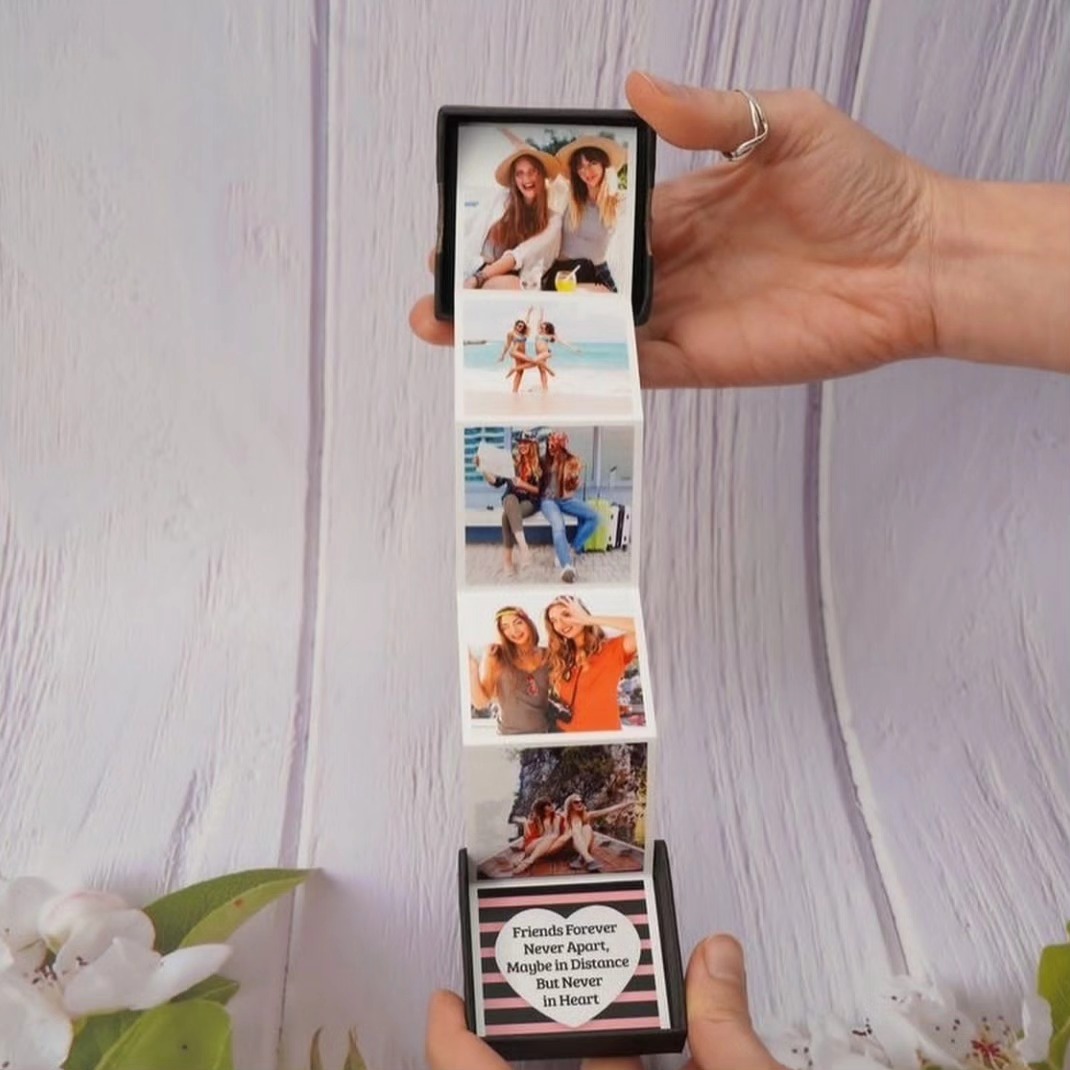 Friends Forever
Never Apart,
Maybe in Distance
But Never
in Heart